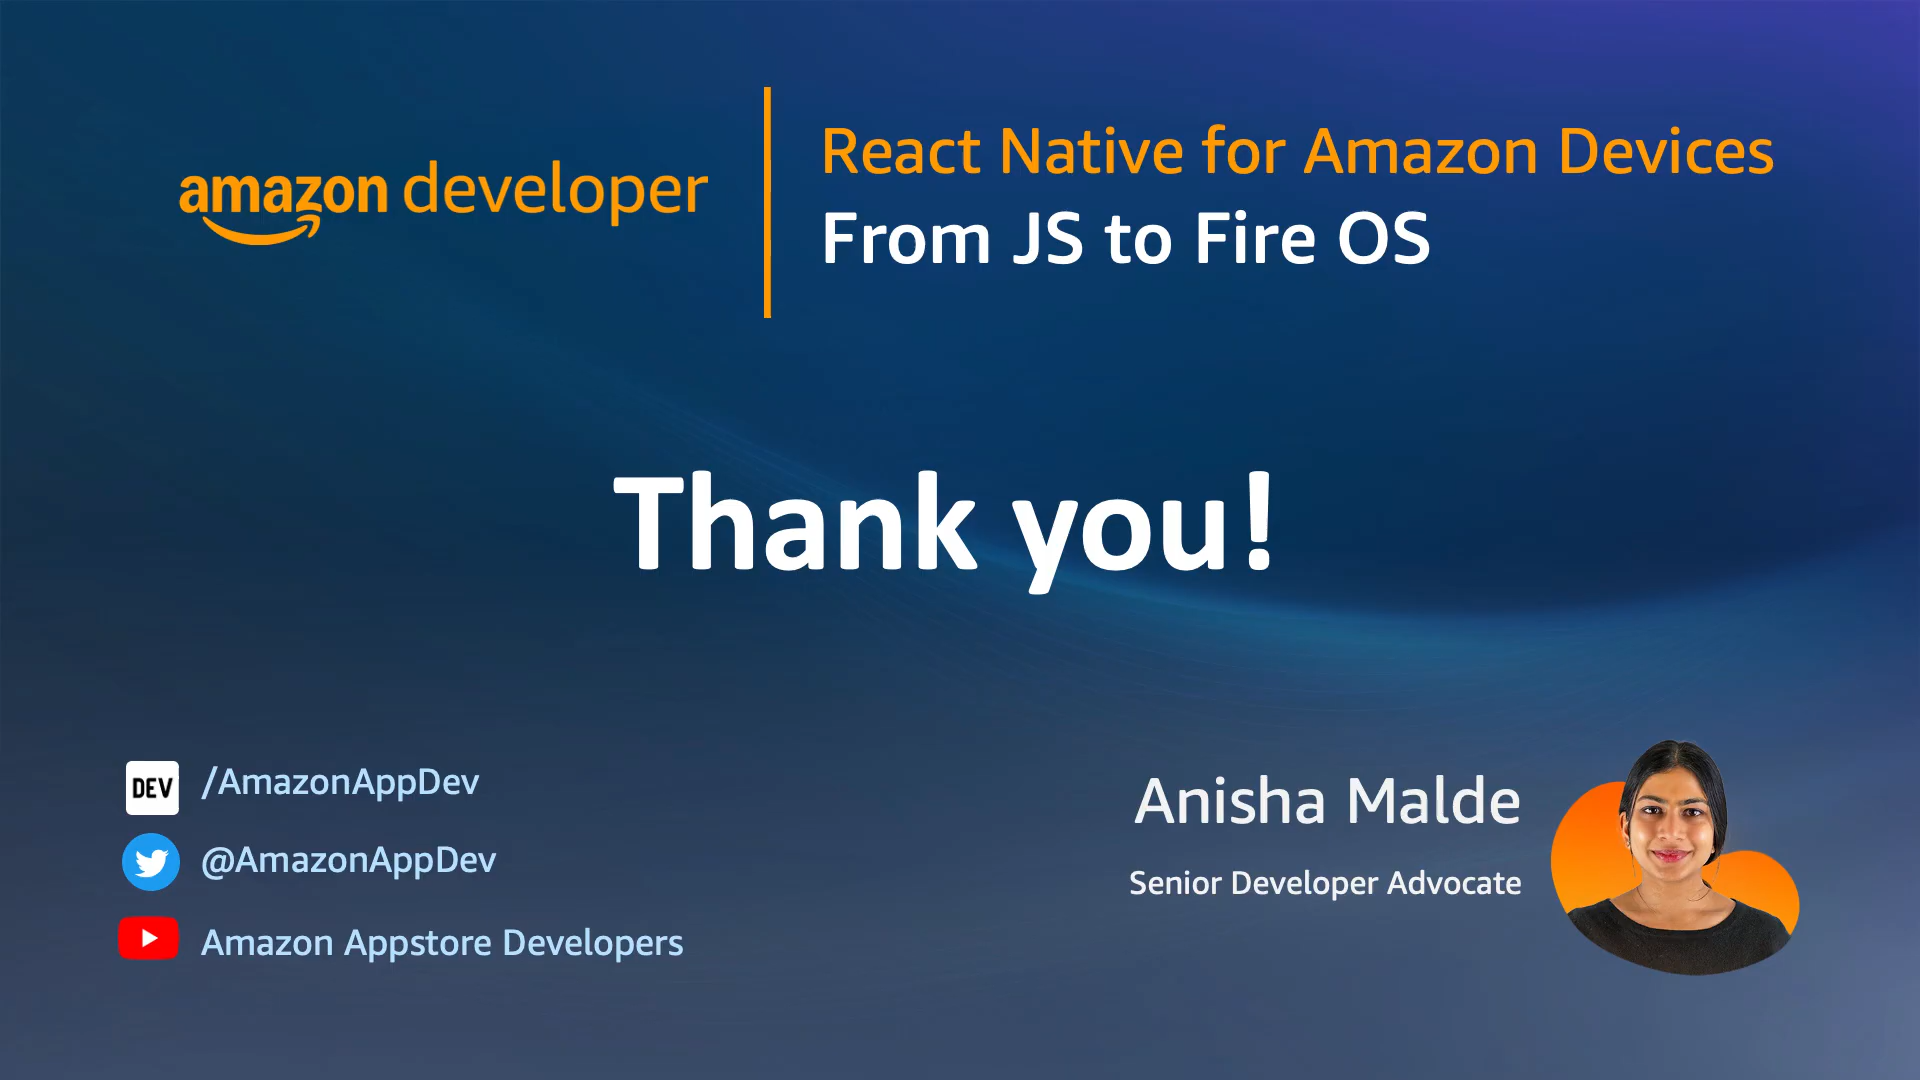 amazon developer
React Native for Amazon Devices
From JS to Fire OS
Thank you!
DEV /AmazonAppDev
@AmazonAppDev
Amazon Appstore Developers
Anisha Malde
Senior Developer Advocate